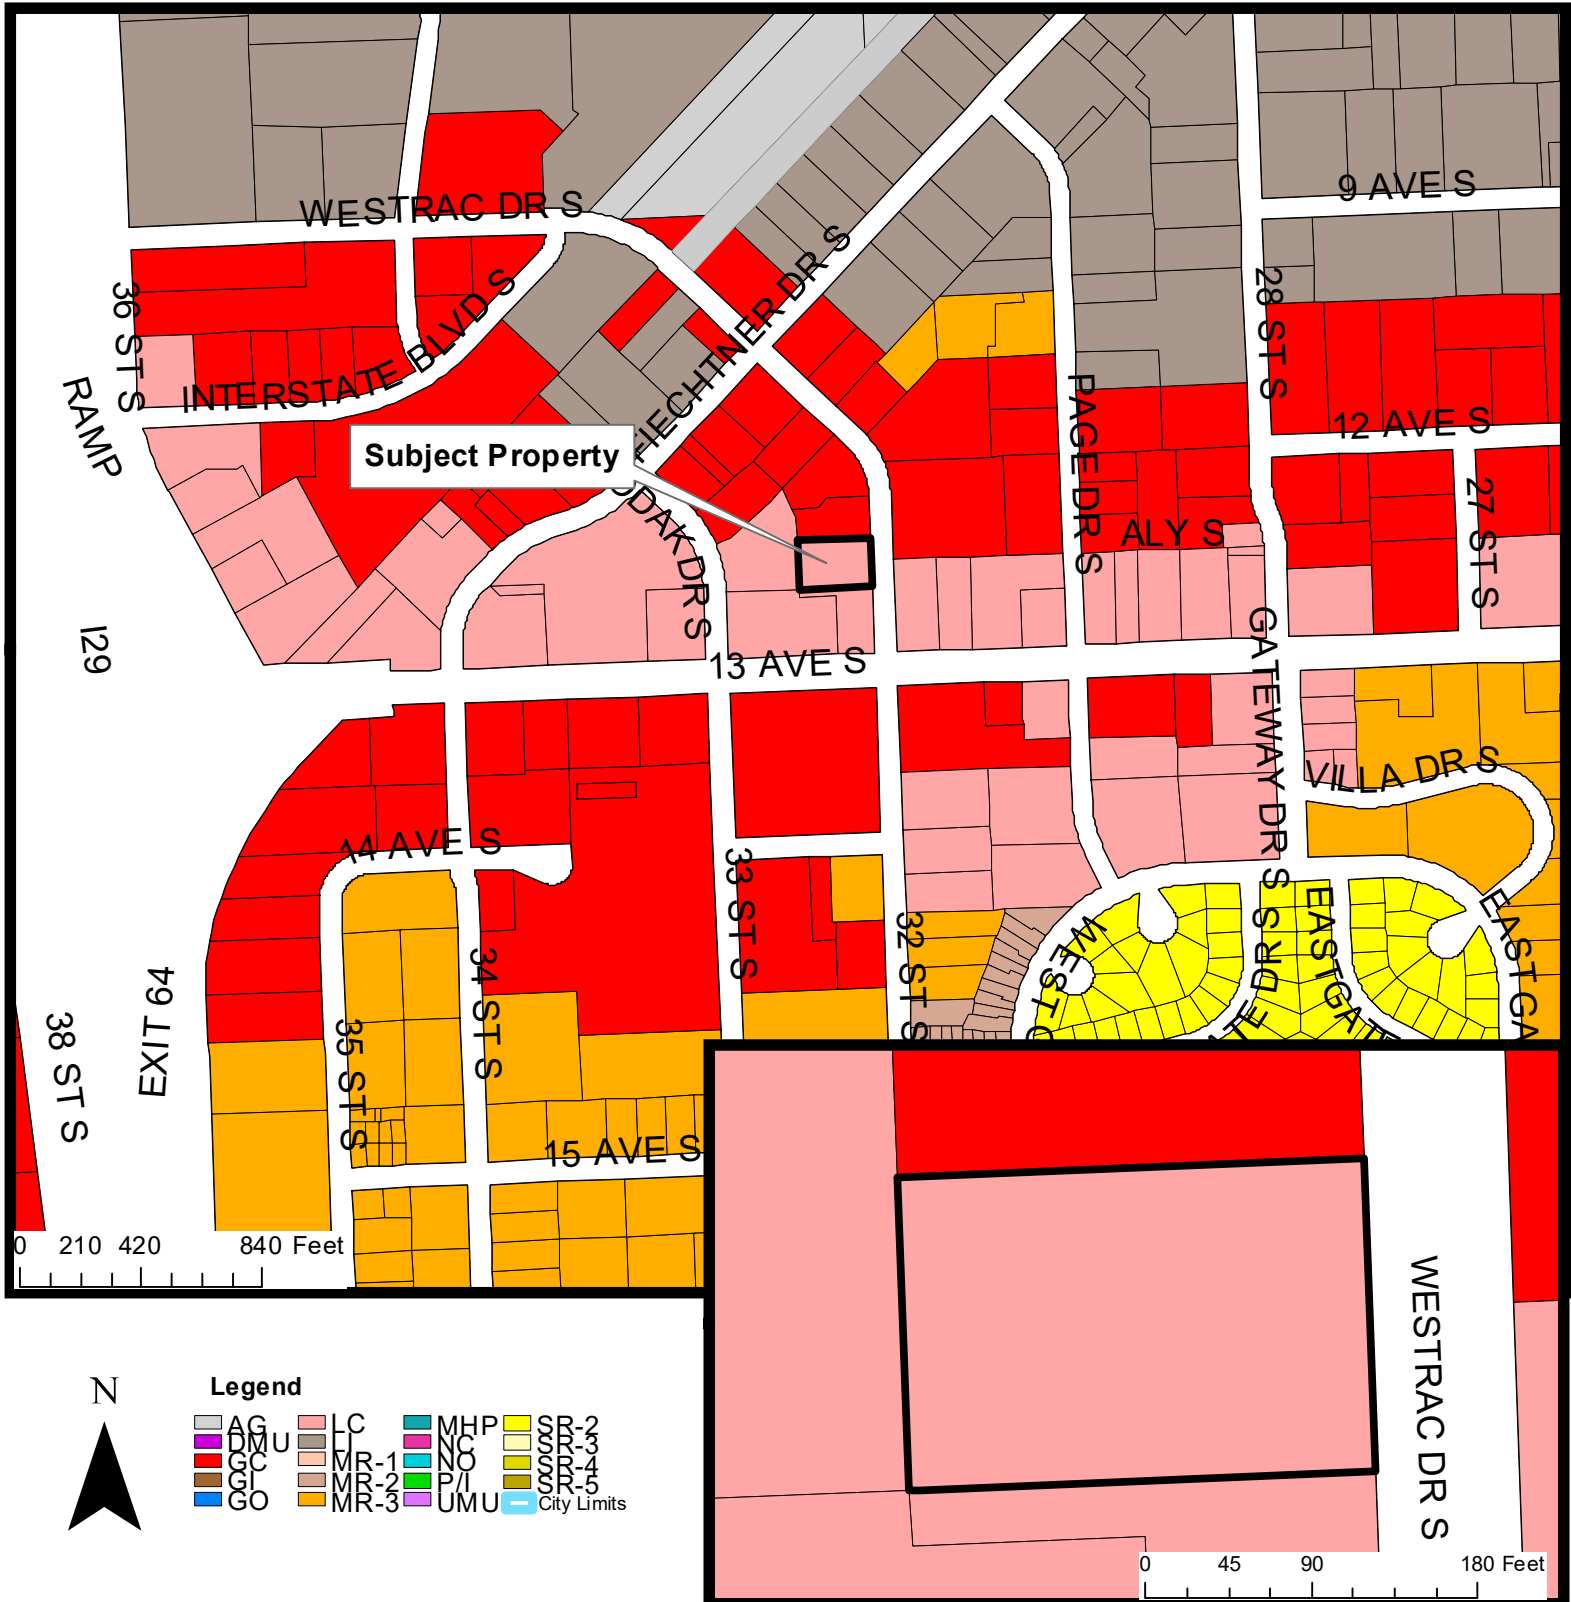 WESTRAC DR S
9 AVE S
36 ST S
INTERSTATE BLVD S
FIECHTNER DR S
28 ST S
RAMP
PAGE DR S
12 AVE S
Subject Property
27 ST S
ALY S
I29
13 AVE S
GATEWAY DR S
VILLA DR S
14 AVE S
33 ST S
32 ST S
34 ST S
35 ST S
38 ST S
EXIT 64
15 AVE S
0 210 420 840 Feet
WESTRAC DR S
0 45 90 180 Feet
N
Legend
AG LC MHP SR-2
DMU LI NC SR-3
GC MR-1 NO SR-4
GI MR-2 P/I SR-5
GO MR-3 UMU City Limits